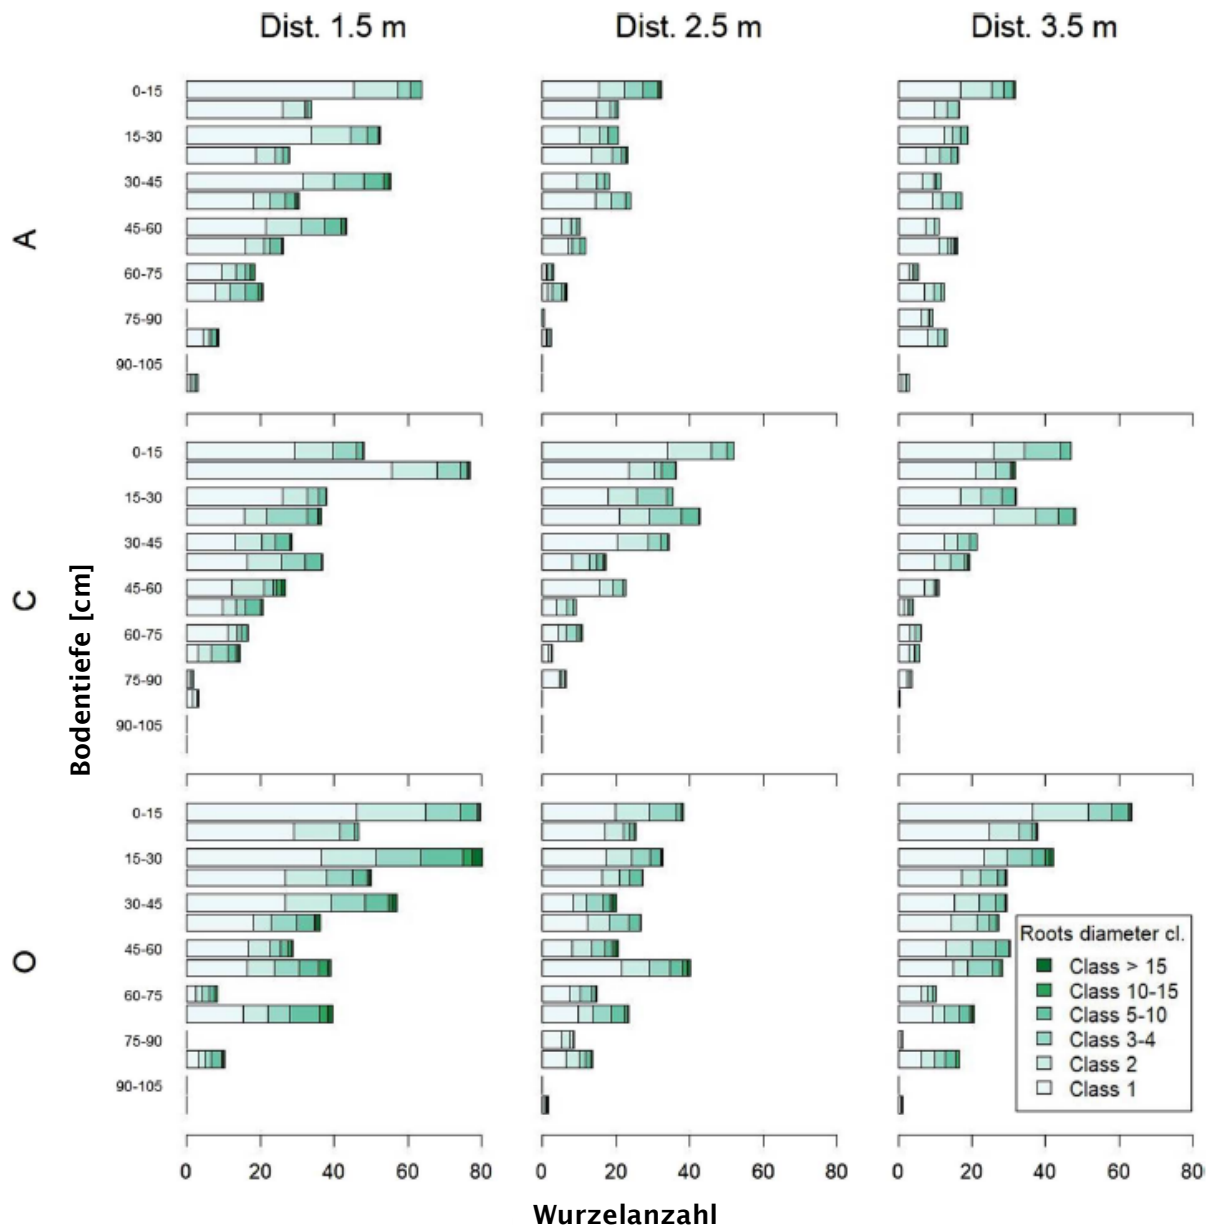 Dist. 1.5 m Dist. 2.5 m Dist. 3.5 m
A
0-15
15-30
30-45
45-60
60-75
75-90
90-105
C
0-15
15-30
30-45
45-60
60-75
75-90
90-105
Bodentiefe [cm]
O
0-15
15-30
30-45
45-60
60-75
75-90
90-105
Roots diameter cl.
Class > 15
Class 10-15
Class 5-10
Class 3-4
Class 2
Class 1
0 20 40 60 80 0 20 40 60 80 0 20 40 60 80
Wurzelanzahl